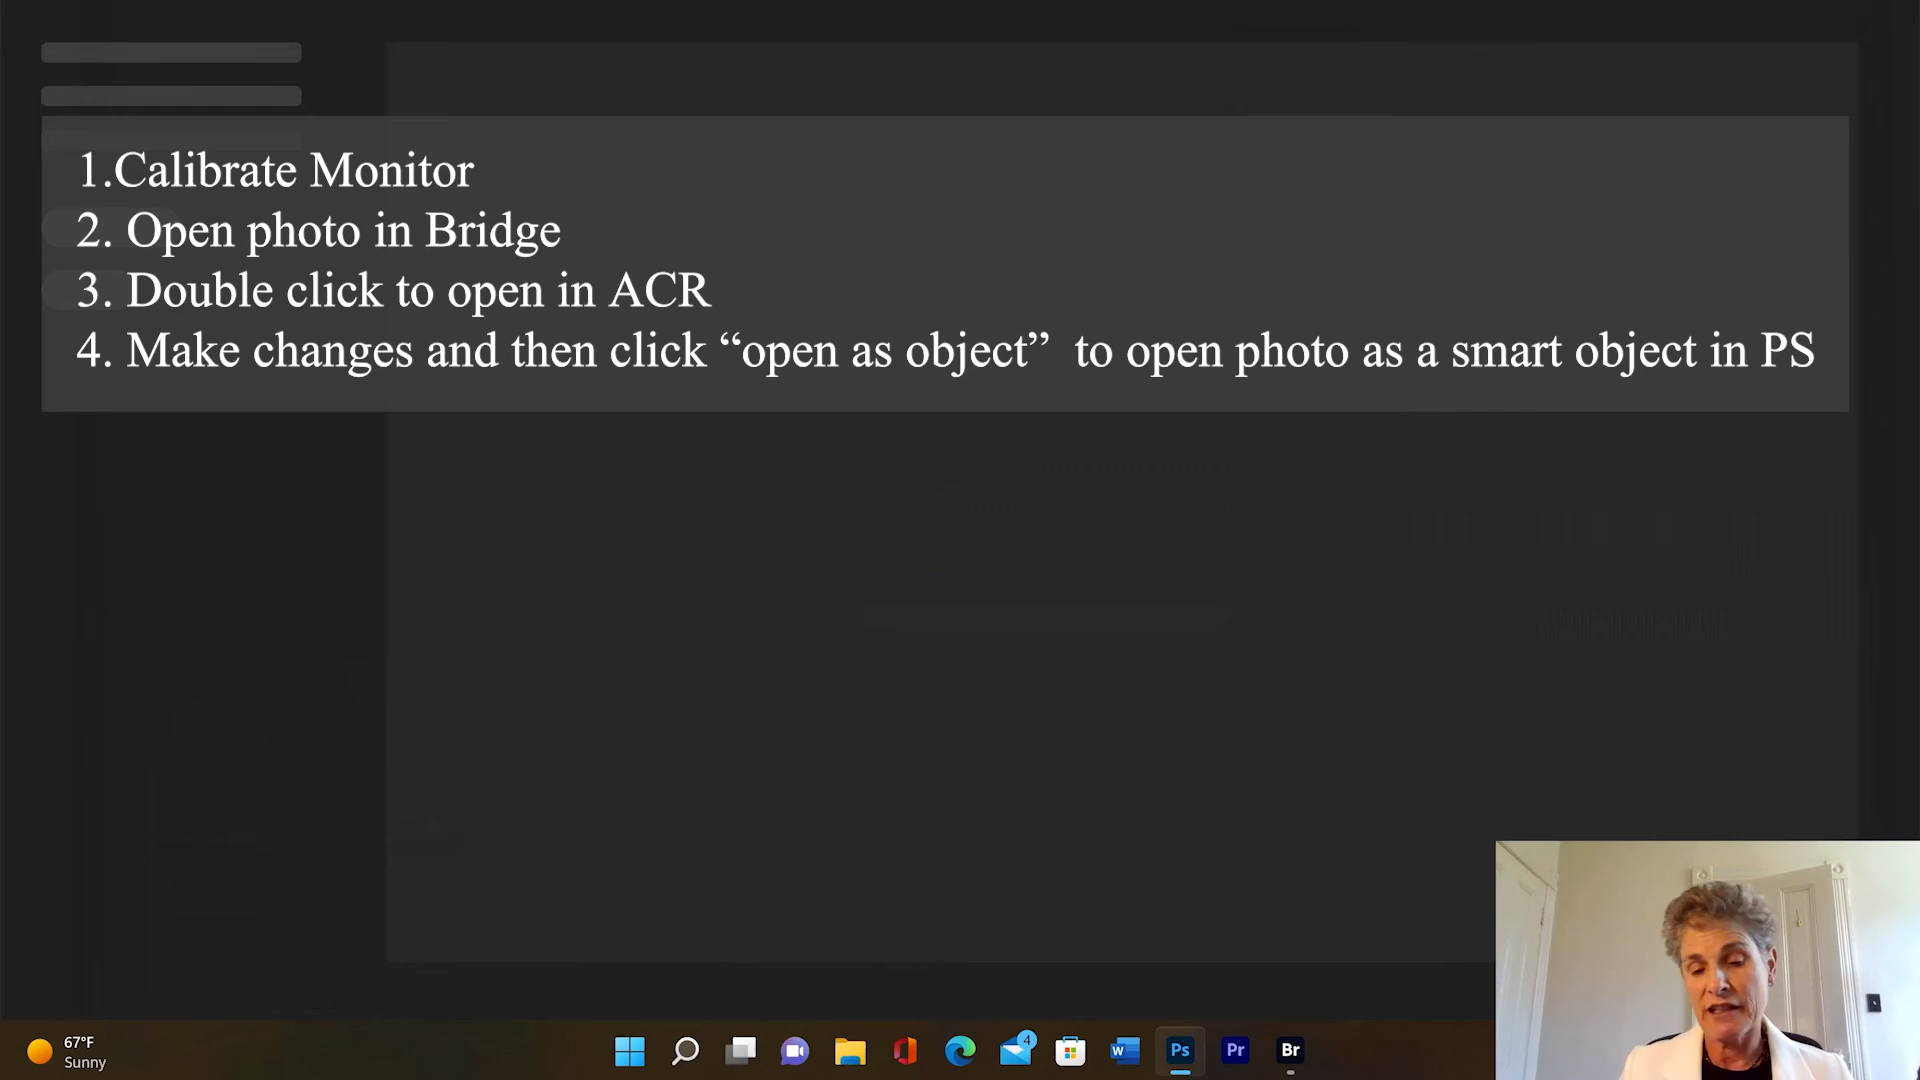 1.Calibrate Monitor
2. Open photo in Bridge
3. Double click to open in ACR
4. Make changes and then click “open as object”  to open photo as a smart object in PS
67°F
Sunny
4
W
Ps
Pr
Br